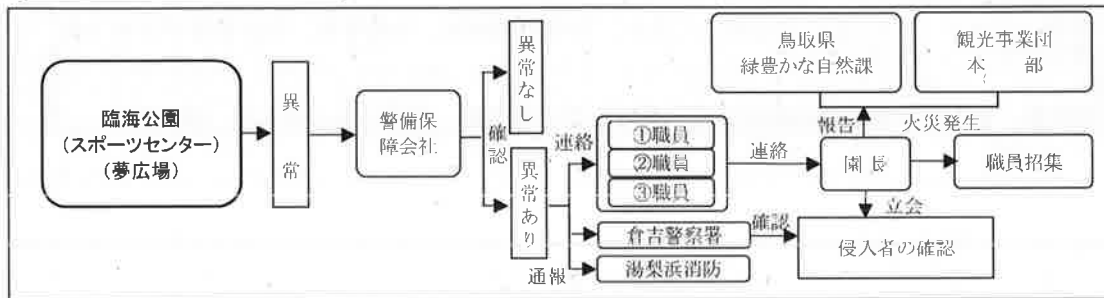 臨海公園
(スポーツセンター)
(夢広場)
異常
警備保
障会社
確認
異常なし
異常あり
連絡
通報
①職員
②職員
③職員
倉吉警察署
湯梨浜消防
連絡
確認
園長
報告
火災発生
鳥取県
緑豊かな自然課
観光事業団
本部
職員招集
立会
侵入者の確認